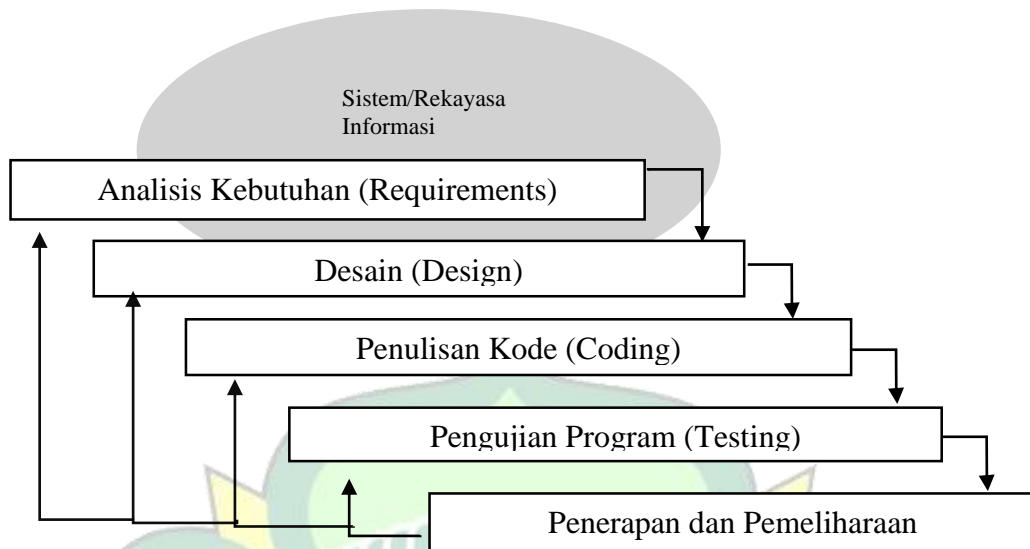 Sistem/Rekayasa
Informasi
Analisis Kebutuhan (Requirements)
Desain (Design)
Penulisan Kode (Coding)
Pengujian Program (Testing)
Penerapan dan Pemeliharaan